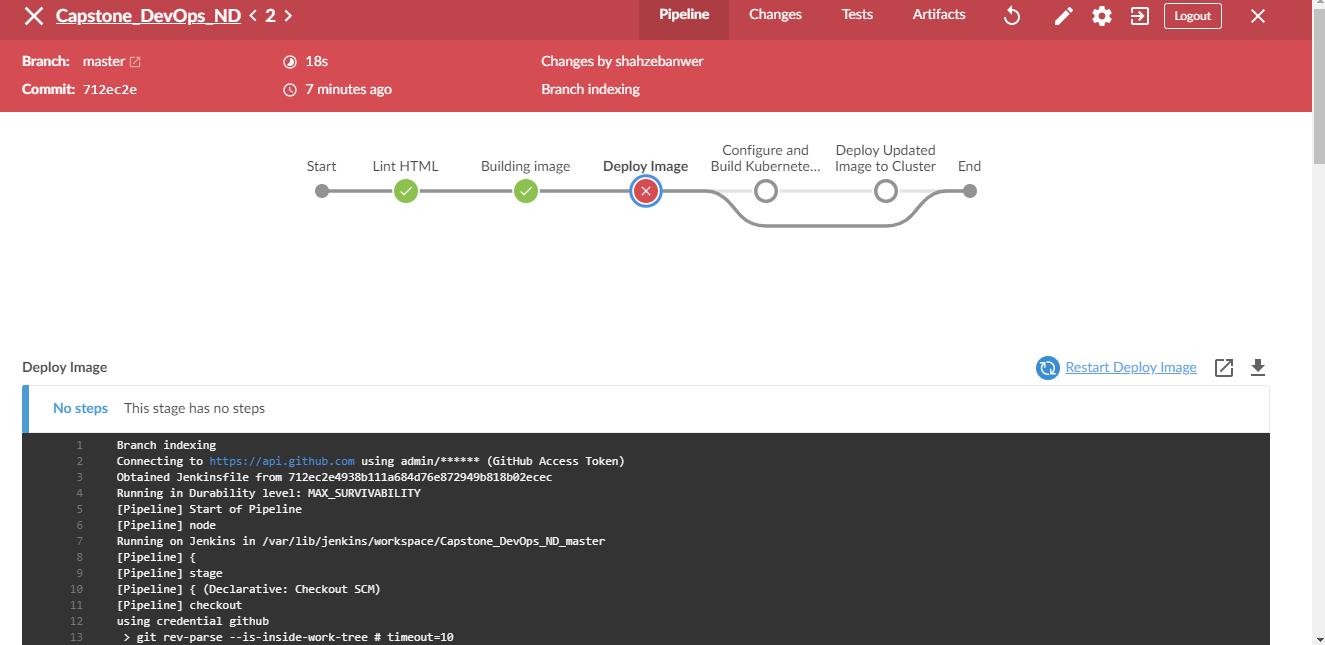 Capstone_DevOps_ND < 2 > Pipeline Changes Tests Artifacts Logout
Branch: master 18s Changes by shahzebanwer
Commit: 712ec2e 7 minutes ago Branch indexing
Start
Lint HTML
Building image
Deploy Image
Configure and
Build Kubernete...
Deploy Updated
Image to Cluster
End
Deploy Image Restart Deploy Image
No steps This stage has no steps
1 Branch indexing
2 Connecting to https://api.github.com using admin/****** (GitHub Access Token)
3 Obtained Jenkinsfile from 712ec2e4938b111a684d76e872949b818b02ecec
4 Running in Durability level: MAX_SURVIVABILITY
5 [Pipeline] Start of Pipeline
6 [Pipeline] node
7 Running on Jenkins in /var/lib/jenkins/workspace/Capstone_DevOps_ND_master
8 [Pipeline] {
9 [Pipeline] stage
10 [Pipeline] { (Declarative: Checkout SCM)
11 [Pipeline] checkout
12 using credential github
13 > git rev-parse --is-inside-work-tree # timeout=10